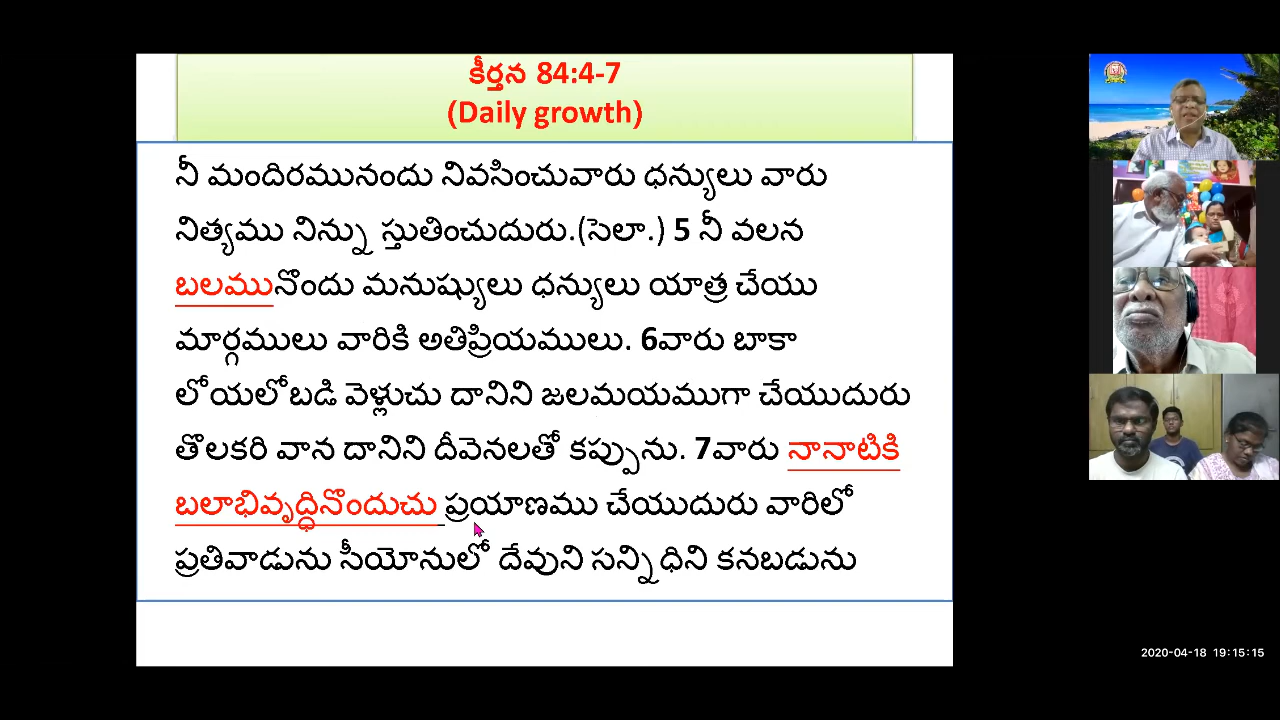 కీర్తన 84:4-7
(Daily growth)
నీ మందిరమునందు నివసించువారు ధన్యులు వారు
నిత్యము నిన్ను స్తుతించుదురు.(సెలా.) 5 నీ వలన
బలమునొందు మనుష్యులు ధన్యులు యాత్ర చేయు
మార్గములు వారికి అతిప్రియములు. 6వారు బాకా
లోయలోబడి వెళ్లుచు దానిని జలమయముగా చేయుదురు
తొలకరి వాన దానిని దీవెనలతో కప్పును. 7వారు నానాటికి
బలాభివృద్ధినొందుచు ప్రయాణము చేయుదురు వారిలో
ప్రతివాడును సీయోనులో దేవుని సన్నిధిని కనబడును
2020-04-18 19:15:15